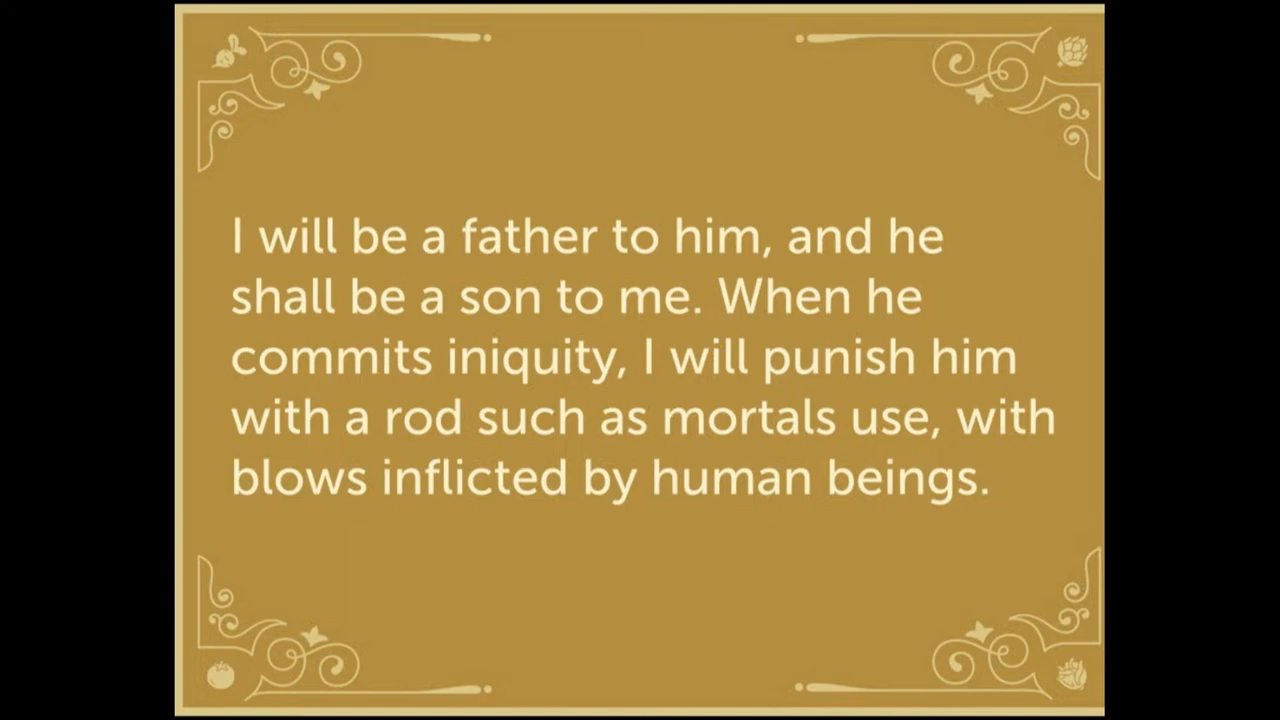 I will be a father to him, and he
shall be a son to me. When he
commits iniquity, I will punish him
with a rod such as mortals use, with
blows inflicted by human beings.